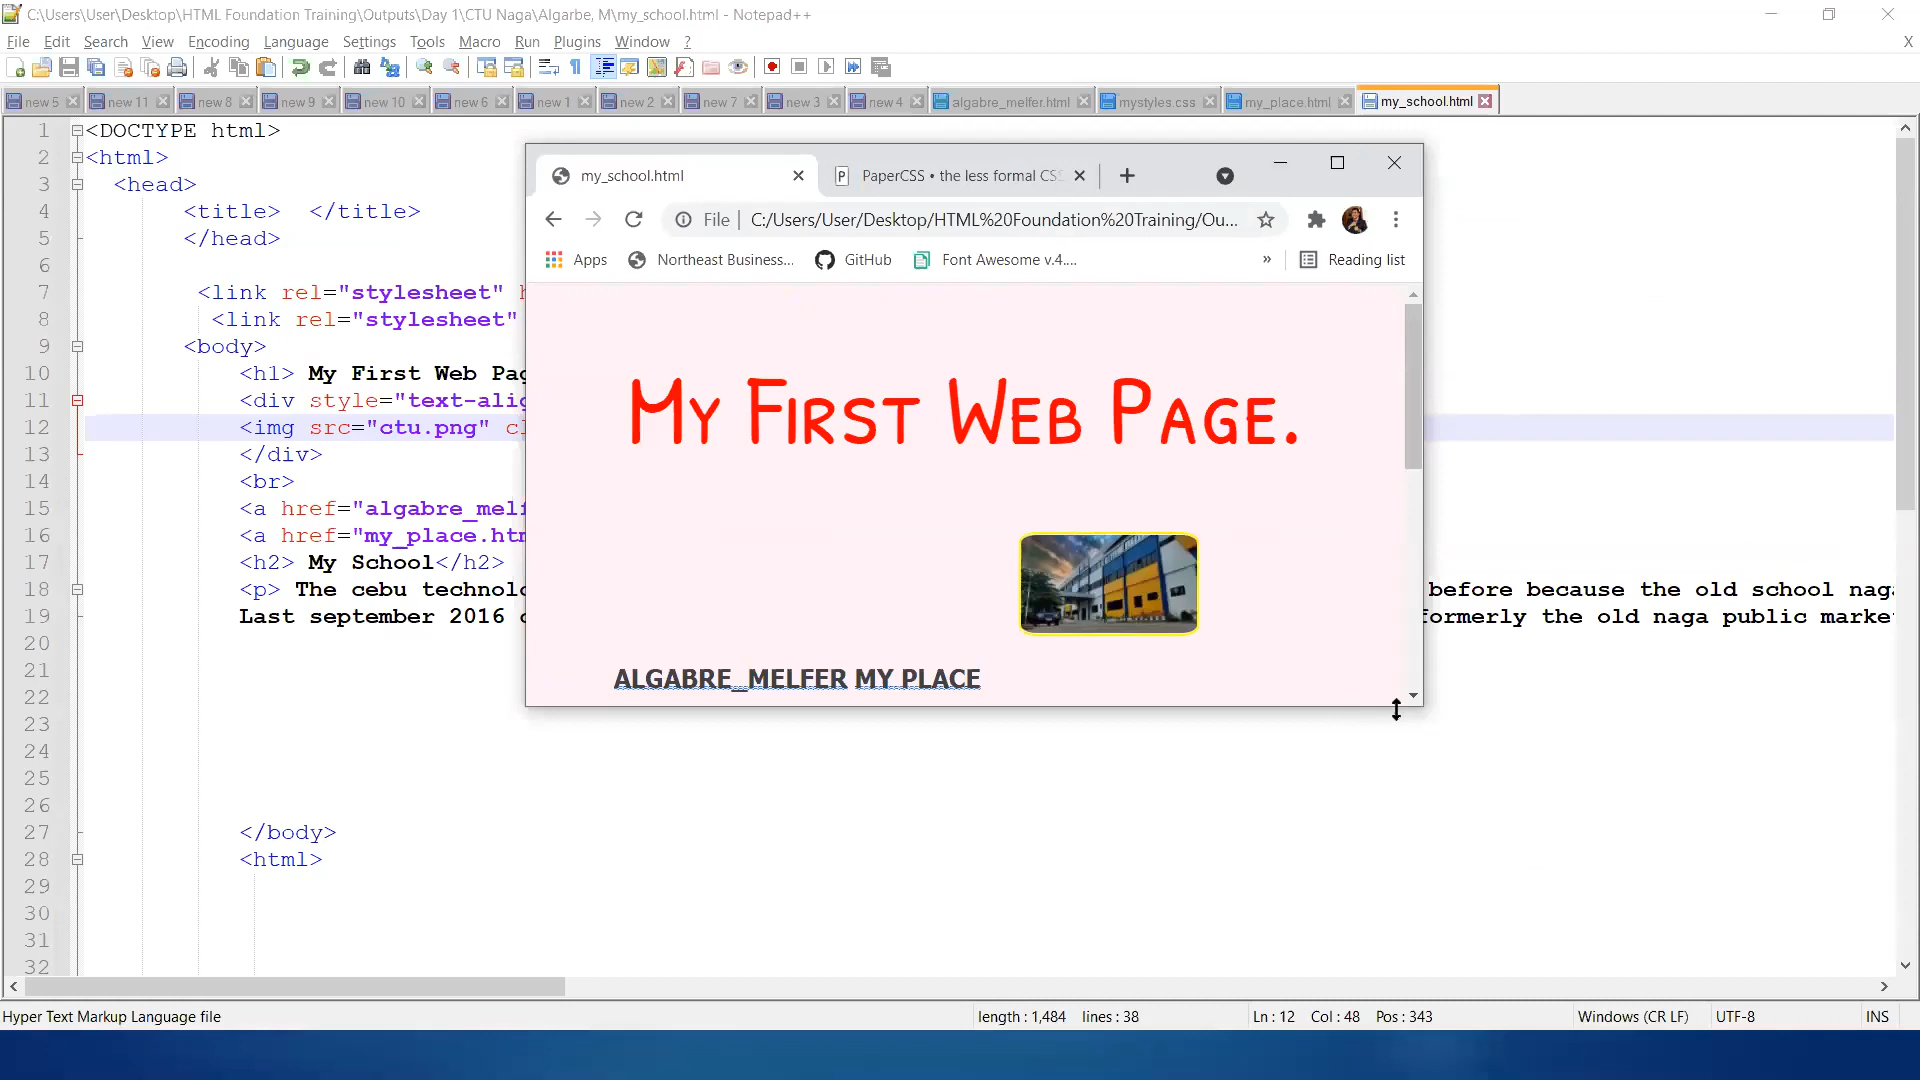 C:\Users\User\Desktop\HTML Foundation Training\Outputs\Day 1\CTU Naga\Algarbe, M\my_school.html - Notepad++
File Edit Search View Encoding Language Settings Tools Macro Run Plugins Window ? X
new 5 new 11 new 8 new 9 new 10 new 6 new 1 new 2 new 7 new 3 new 4 algabre_melfer.html mystyles.css my_place.html my_school.html
1 <DOCTYPE html>
2 <html>
3 <head>
4 <title> </title>
5 </head>
6
7 <link rel="stylesheet" h
8 <link rel="stylesheet"
9 <body>
10 <h1> My First Web Pag
11 <div style="text-alig
12 <img src="ctu.png" cl
13 </div>
14 <br>
15 <a href="algabre_melf
16 <a href="my_place.htm
17 <h2> My School</h2>
18 <p> The cebu technolo before because the old school naga
19 Last september 2016 formerly the old naga public marke
20
21
22
23
24
25
26
27 </body>
28 <html>
29
30
31
32
my_school.html PaperCSS • the less formal CSS
File C:/Users/User/Desktop/HTML%20Foundation%20Training/Ou...
Apps Northeast Business... GitHub Font Awesome v.4.... » Reading list
My First Web Page.
ALGABRE_MELFER MY PLACE
Hyper Text Markup Language file length : 1,484 lines : 38 Ln : 12 Col : 48 Pos : 343 Windows (CR LF) UTF-8 INS